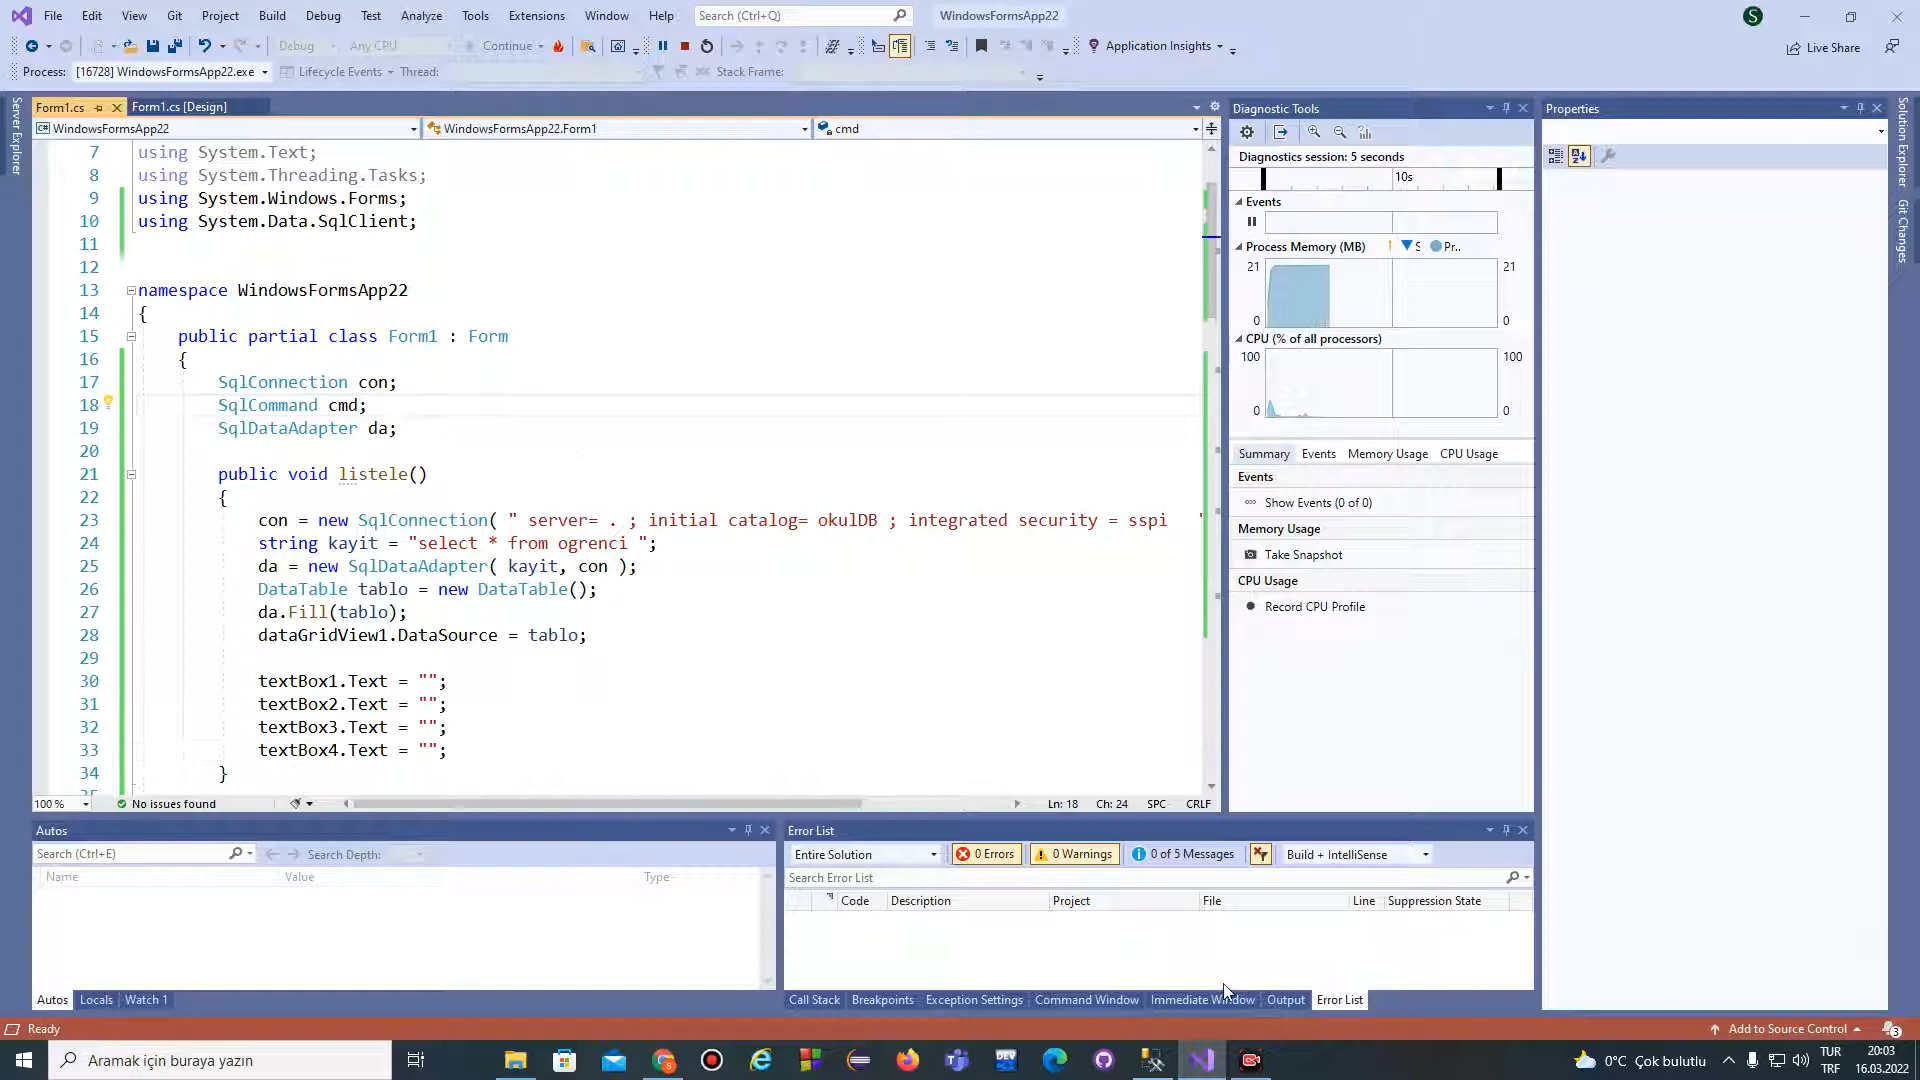 File Edit View Git Project Build Debug Test Analyze Tools Extensions Window Help Search (Ctrl+Q) WindowsFormsApp22 S
Debug Any CPU Continue Application Insights Live Share
Process: [16728] WindowsFormsApp22.exe Lifecycle Events Thread: Stack Frame:
Server Explorer
Form1.cs Form1.cs [Design]
WindowsFormsApp22 WindowsFormsApp22.Form1 cmd
7 using System.Text;
8 using System.Threading.Tasks;
9 using System.Windows.Forms;
10 using System.Data.SqlClient;
11
12
13 namespace WindowsFormsApp22
14 {
15 public partial class Form1 : Form
16 {
17 SqlConnection con;
18 SqlCommand cmd;
19 SqlDataAdapter da;
20
21 public void listele()
22 {
23 con = new SqlConnection( " server= . ; initial catalog= okulDB ; integrated security = sspi "
24 string kayit = "select * from ogrenci ";
25 da = new SqlDataAdapter( kayit, con );
26 DataTable tablo = new DataTable();
27 da.Fill(tablo);
28 dataGridView1.DataSource = tablo;
29
30 textBox1.Text = "";
31 textBox2.Text = "";
32 textBox3.Text = "";
33 textBox4.Text = "";
34 }
100 % No issues found Ln: 18 Ch: 24 SPC CRLF
Diagnostic Tools
Diagnostics session: 5 seconds
10s
Events
Process Memory (MB) S Pr..
21 21
0 0
CPU (% of all processors)
100 100
0 0
Summary Events Memory Usage CPU Usage
Events
Show Events (0 of 0)
Memory Usage
Take Snapshot
CPU Usage
Record CPU Profile
Properties
Solution Explorer
Git Changes
Autos
Search (Ctrl+E) Search Depth:
Name Value Type
Autos Locals Watch 1
Error List
Entire Solution 0 Errors 0 Warnings 0 of 5 Messages Build + IntelliSense
Search Error List
Code Description Project File Line Suppression State
Call Stack Breakpoints Exception Settings Command Window Immediate Window Output Error List
Ready Add to Source Control 3
Aramak için buraya yazın DEV 0°C Çok bulutlu TUR TRF 20:03 16.03.2022